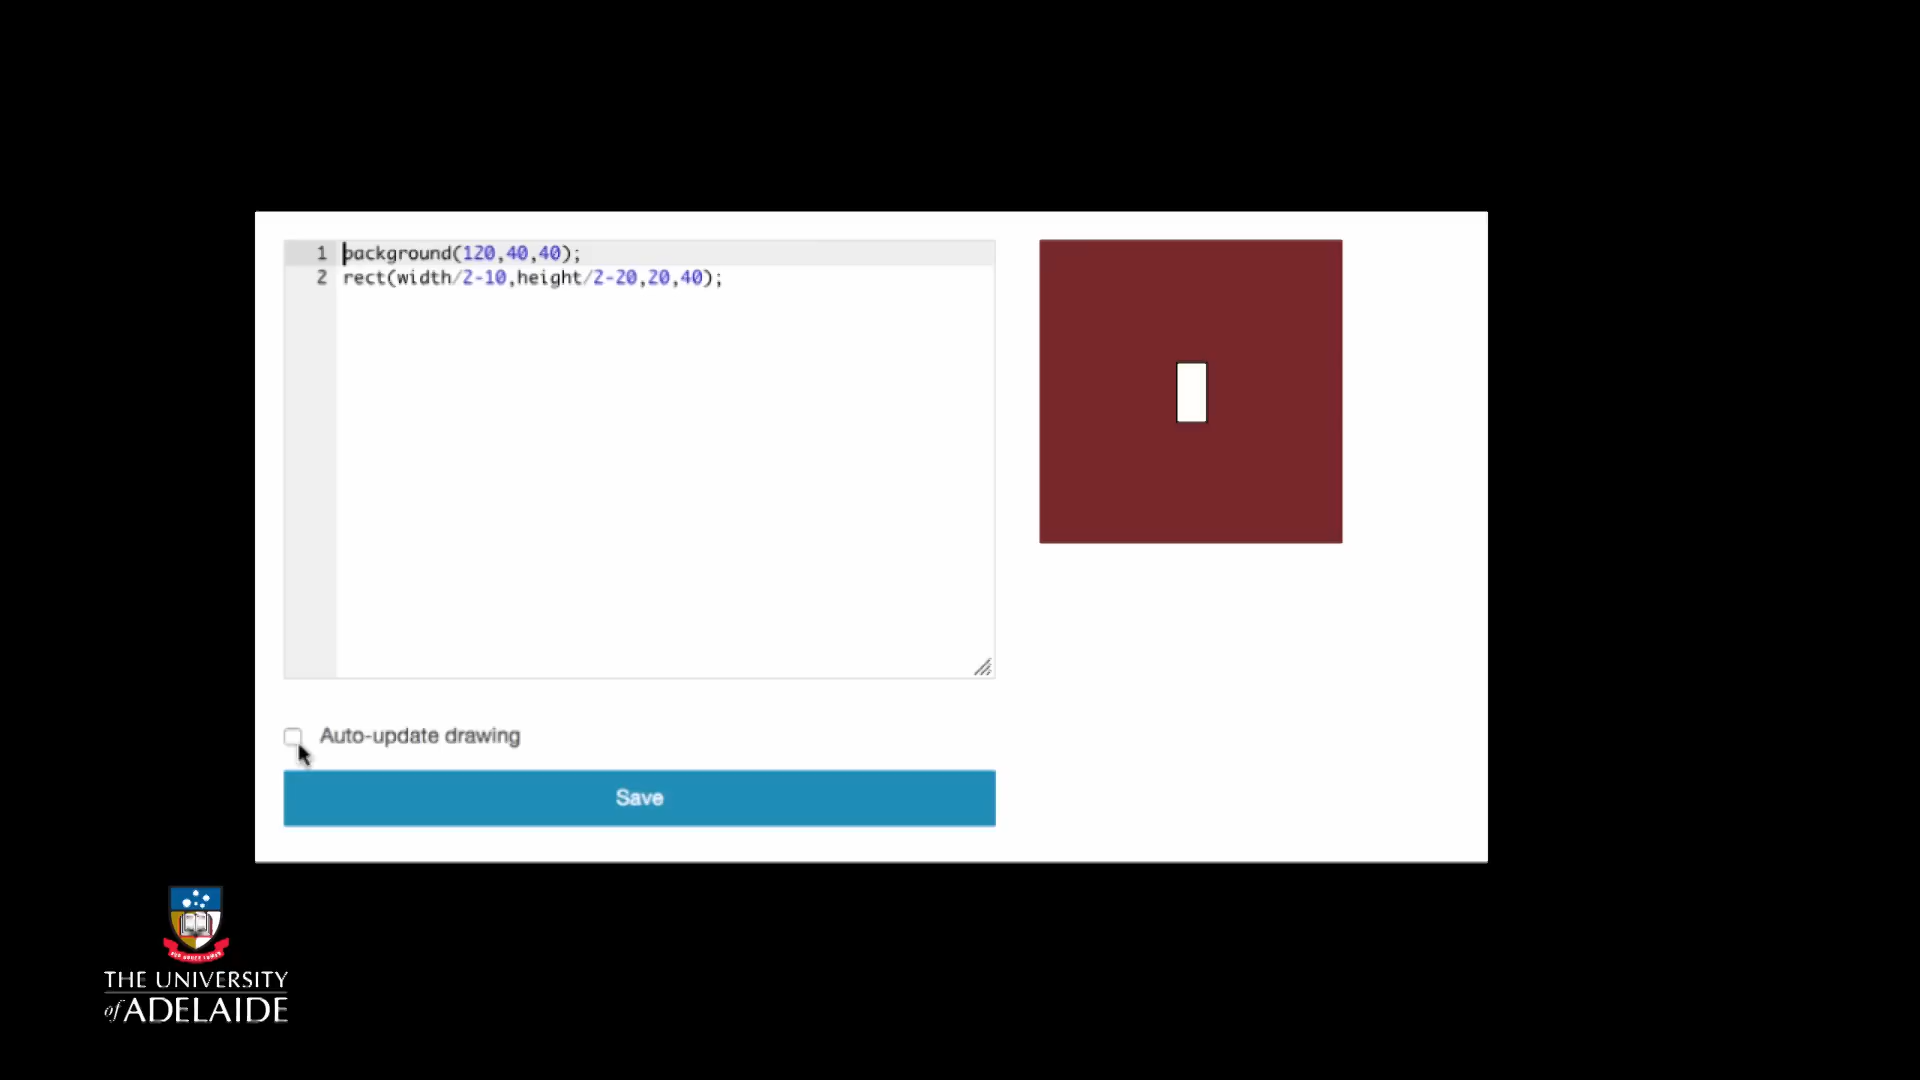 1 background(120,40,40);
2 rect(width/2-10,height/2-20,20,40);
Auto-update drawing
Save
THE UNIVERSITY
of ADELAIDE